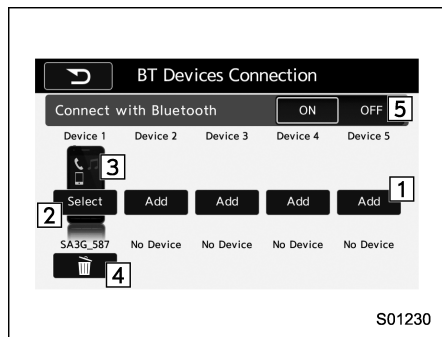 BT Devices Connection
Connect with Bluetooth ON OFF 5
Device 1 Device 2 Device 3 Device 4 Device 5
3
Select Add Add Add Add 1
2
SA3G_587 No Device No Device No Device No Device
4
S01230